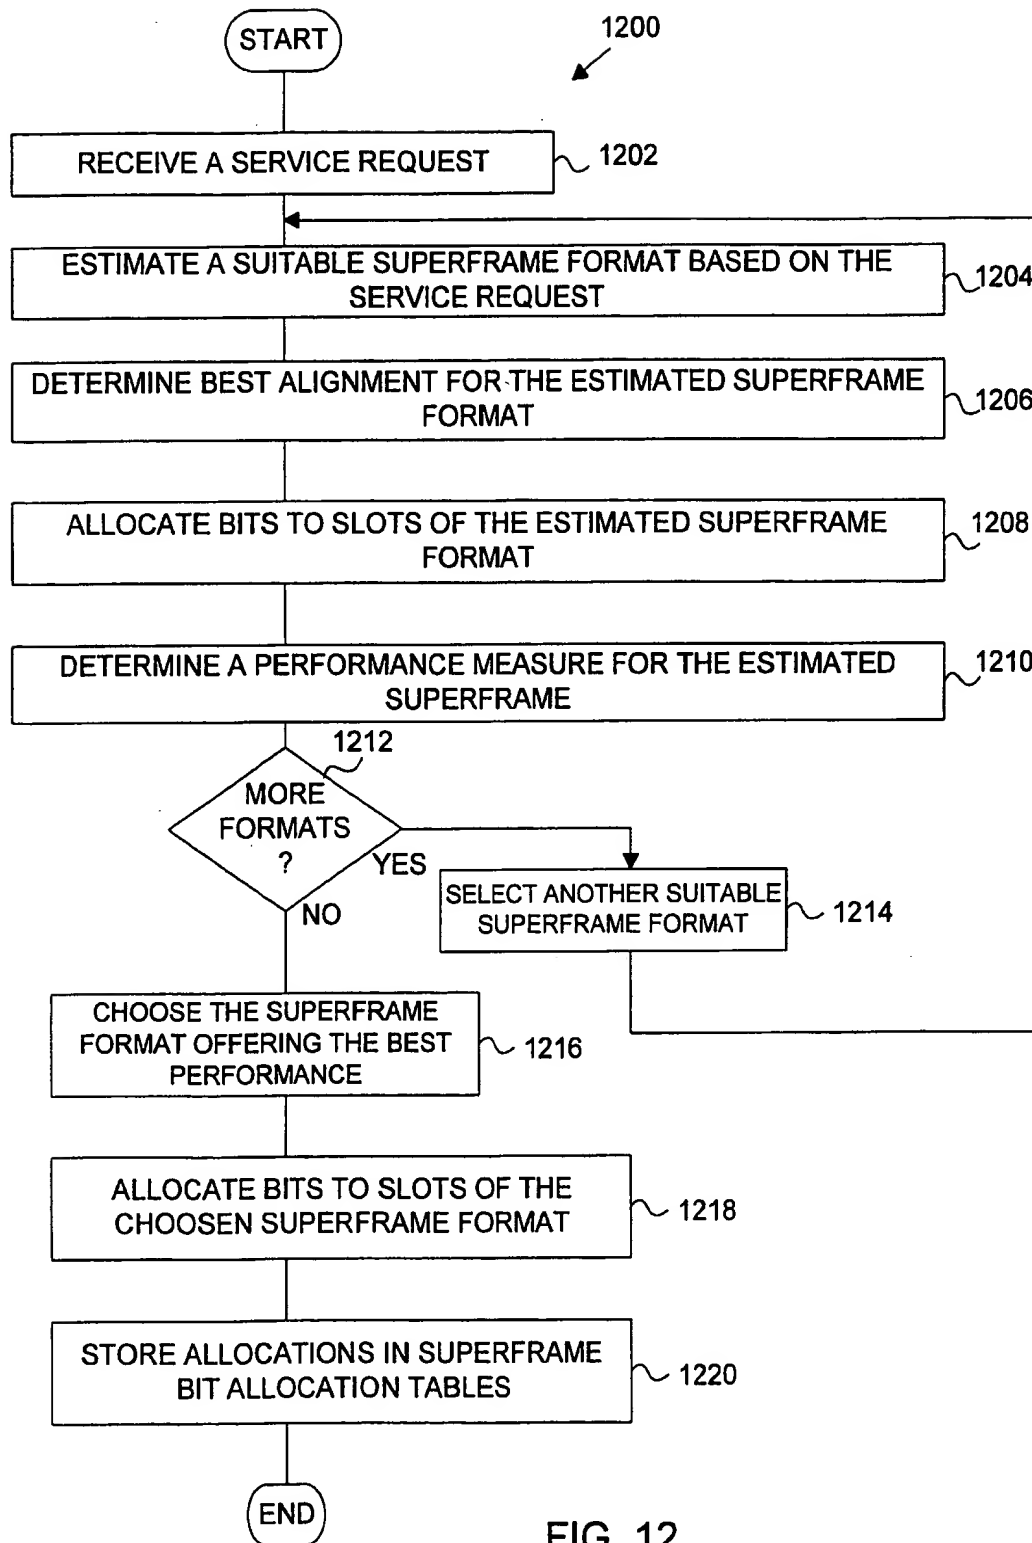 START
1200
RECEIVE A SERVICE REQUEST
1202
ESTIMATE A SUITABLE SUPERFRAME FORMAT BASED ON THE
SERVICE REQUEST
1204
DETERMINE BEST ALIGNMENT FOR THE ESTIMATED SUPERFRAME
FORMAT
1206
ALLOCATE BITS TO SLOTS OF THE ESTIMATED SUPERFRAME
FORMAT
1208
DETERMINE A PERFORMANCE MEASURE FOR THE ESTIMATED
SUPERFRAME
1210
1212
MORE
FORMATS
?
YES
NO
SELECT ANOTHER SUITABLE
SUPERFRAME FORMAT
1214
CHOOSE THE SUPERFRAME
FORMAT OFFERING THE BEST
PERFORMANCE
1216
ALLOCATE BITS TO SLOTS OF THE
CHOOSEN SUPERFRAME FORMAT
1218
STORE ALLOCATIONS IN SUPERFRAME
BIT ALLOCATION TABLES
1220
END
FIG. 12